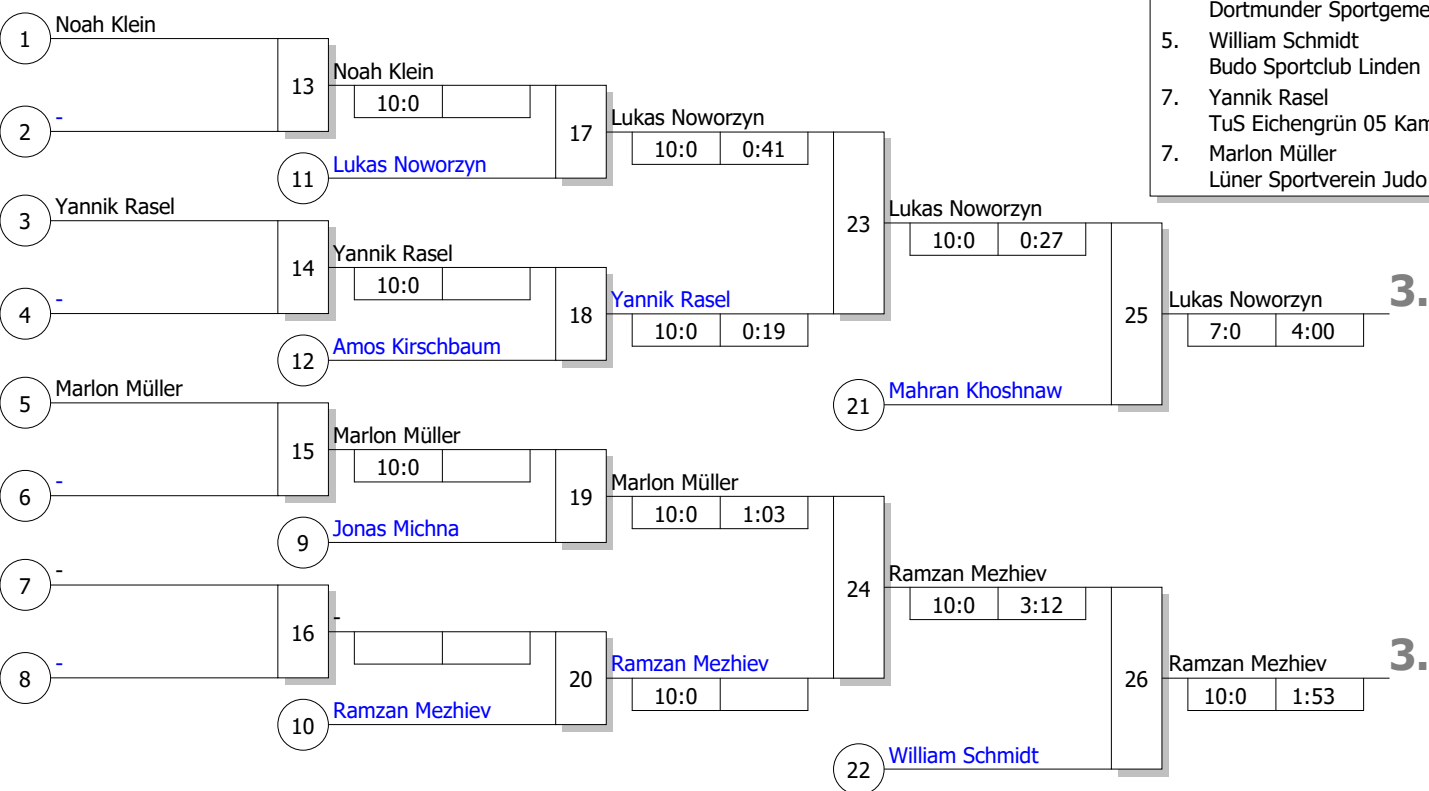 Dortmunder Sportgeme
5. William Schmidt
Budo Sportclub Linden
7. Yannik Rasel
TuS Eichengrün 05 Kam
7. Marlon Müller
Lüner Sportverein Judo
1 Noah Klein
2 -
13 Noah Klein
10:0
11 Lukas Noworzyn
17 Lukas Noworzyn
10:0 0:41
3 Yannik Rasel
4 -
14 Yannik Rasel
10:0
12 Amos Kirschbaum
18 Yannik Rasel
10:0 0:19
23 Lukas Noworzyn
10:0 0:27
21 Mahran Khoshnaw
25 Lukas Noworzyn 3.
7:0 4:00
5 Marlon Müller
6 -
15 Marlon Müller
10:0
9 Jonas Michna
19 Marlon Müller
10:0 1:03
7 -
8 -
16 -
10 Ramzan Mezhiev
20 Ramzan Mezhiev
10:0
24 Ramzan Mezhiev
10:0 3:12
22 William Schmidt
26 Ramzan Mezhiev 3.
10:0 1:53